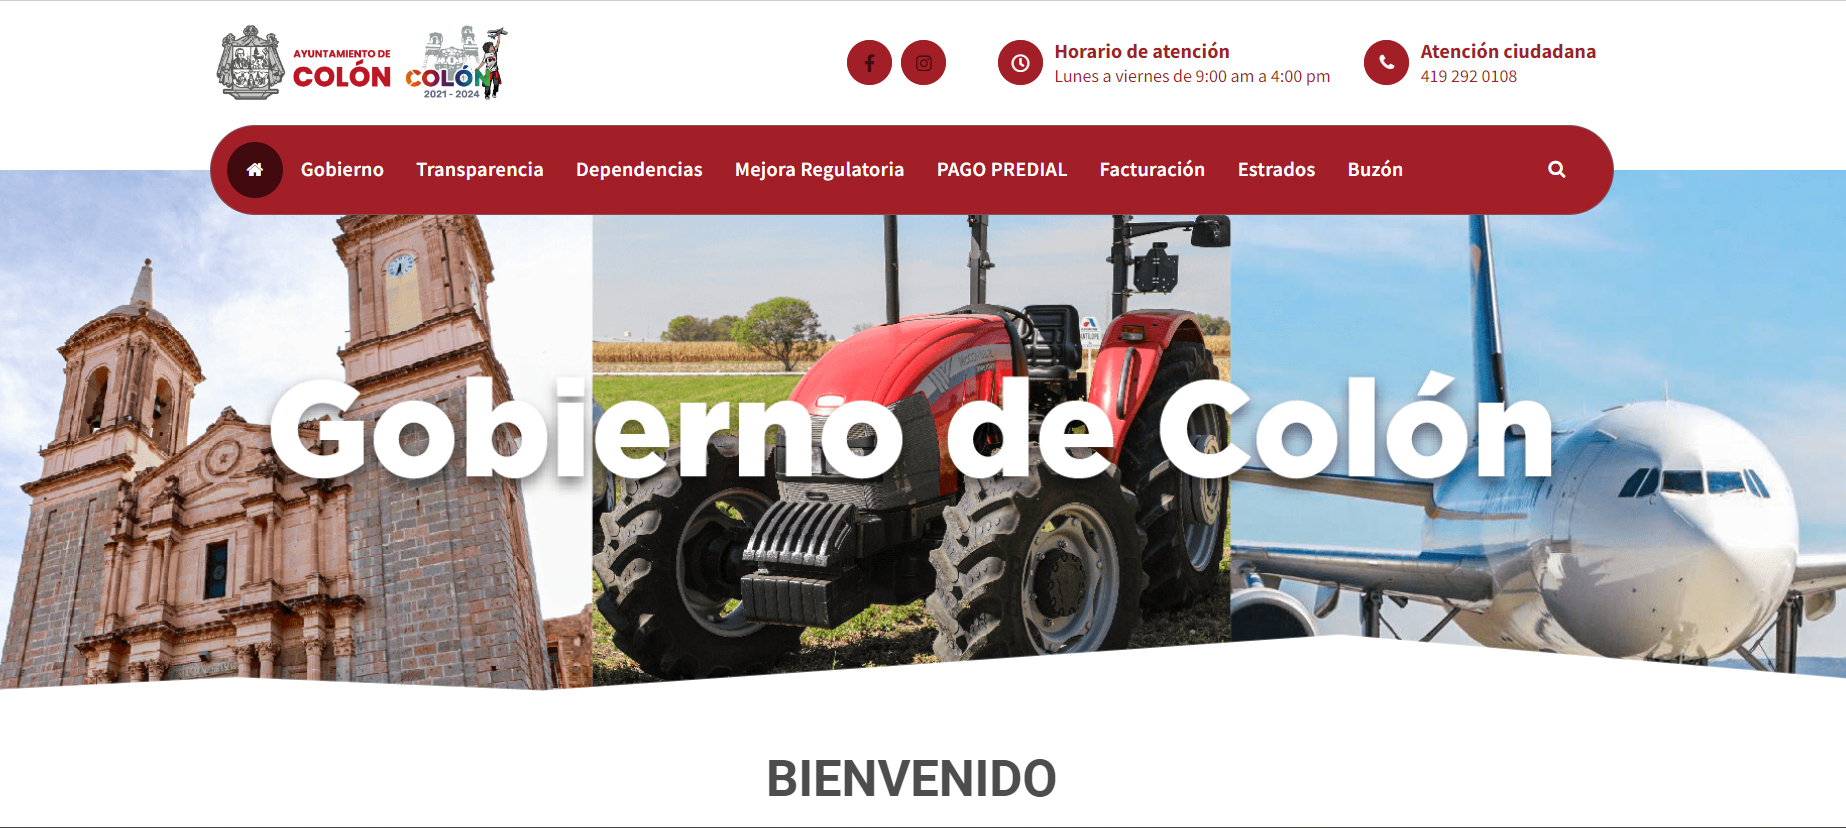 AYUNTAMIENTO DE
COLÓN
COLÓN
2021 - 2024
Horario de atención
Lunes a viernes de 9:00 am a 4:00 pm
Atención ciudadana
419 292 0108
Gobierno
Transparencia
Dependencias
Mejora Regulatoria
PAGO PREDIAL
Facturación
Estrados
Buzón
Gobierno de Colón
BIENVENIDO